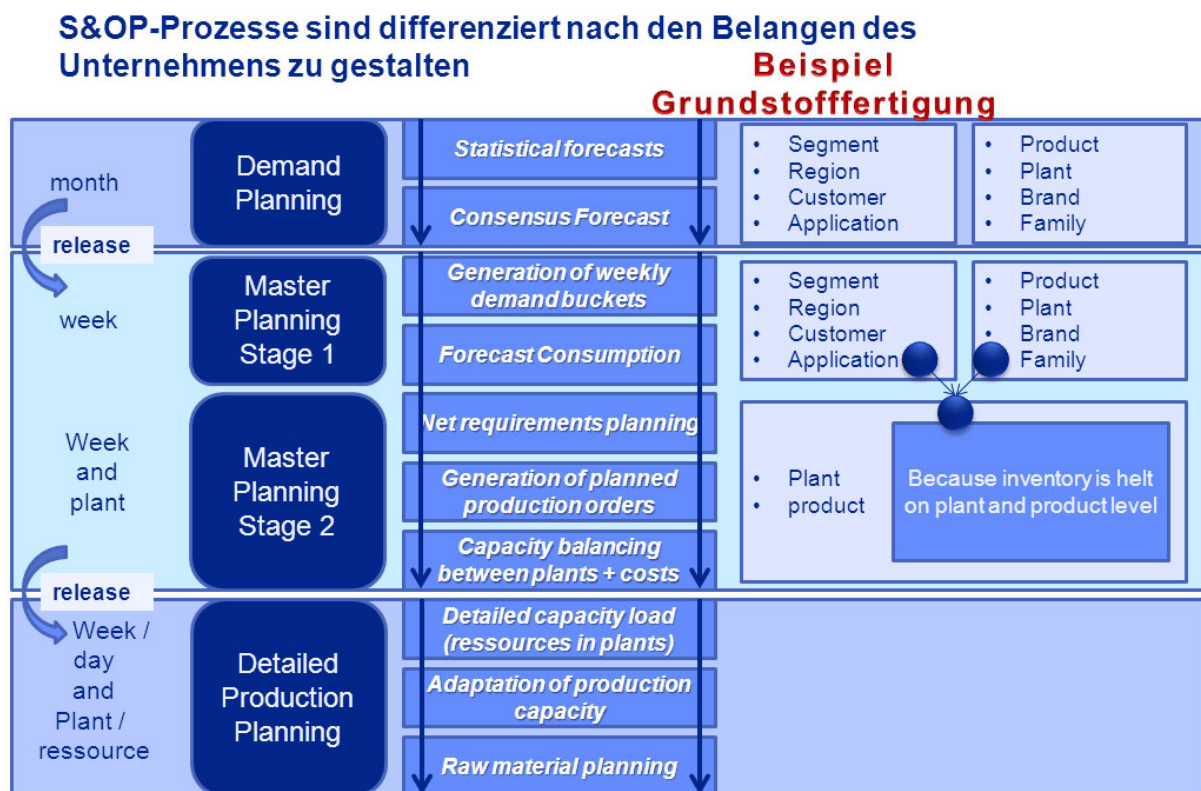 S&OP-Prozesse sind differenziert nach den Belangen des
Unternehmens zu gestalten
Beispiel
Grundstofffertigung
month
release
Demand
Planning
Statistical forecasts
Consensus Forecast
• Segment
• Region
• Customer
• Application
• Product
• Plant
• Brand
• Family
week
Master
Planning
Stage 1
Generation of weekly
demand buckets
Forecast Consumption
• Segment
• Region
• Customer
• Application
• Product
• Plant
• Brand
• Family
Week
and
plant
release
Master
Planning
Stage 2
Net requirements planning
Generation of planned
production orders
Capacity balancing
between plants + costs
• Plant
• product
Because inventory is helt
on plant and product level
Week /
day
and
Plant /
ressource
Detailed
Production
Planning
Detailed capacity load
(ressources in plants)
Adaptation of production
capacity
Raw material planning